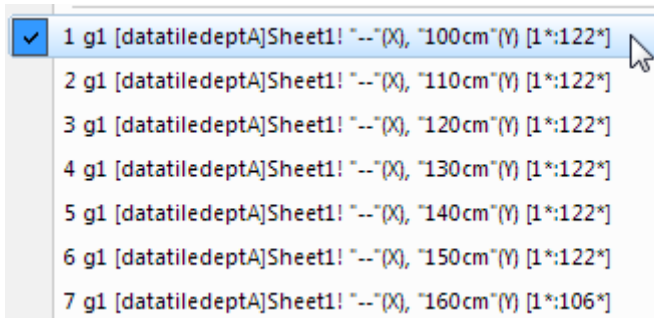 1 g1 [datatiledeptA]Sheet1! "--"(X), "100cm"(Y) [1*:122*]
2 g1 [datatiledeptA]Sheet1! "--"(X), "110cm"(Y) [1*:122*]
3 g1 [datatiledeptA]Sheet1! "--"(X), "120cm"(Y) [1*:122*]
4 g1 [datatiledeptA]Sheet1! "--"(X), "130cm"(Y) [1*:122*]
5 g1 [datatiledeptA]Sheet1! "--"(X), "140cm"(Y) [1*:122*]
6 g1 [datatiledeptA]Sheet1! "--"(X), "150cm"(Y) [1*:122*]
7 g1 [datatiledeptA]Sheet1! "--"(X), "160cm"(Y) [1*:106*]